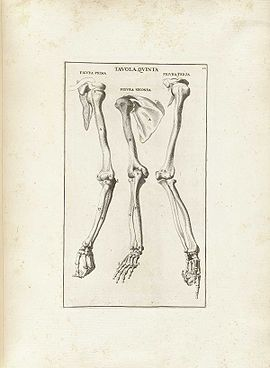 TAVOLA QVINTA
FIGVRA PRIMA
FIGVRA SECONDA
FIGVRA TERZA